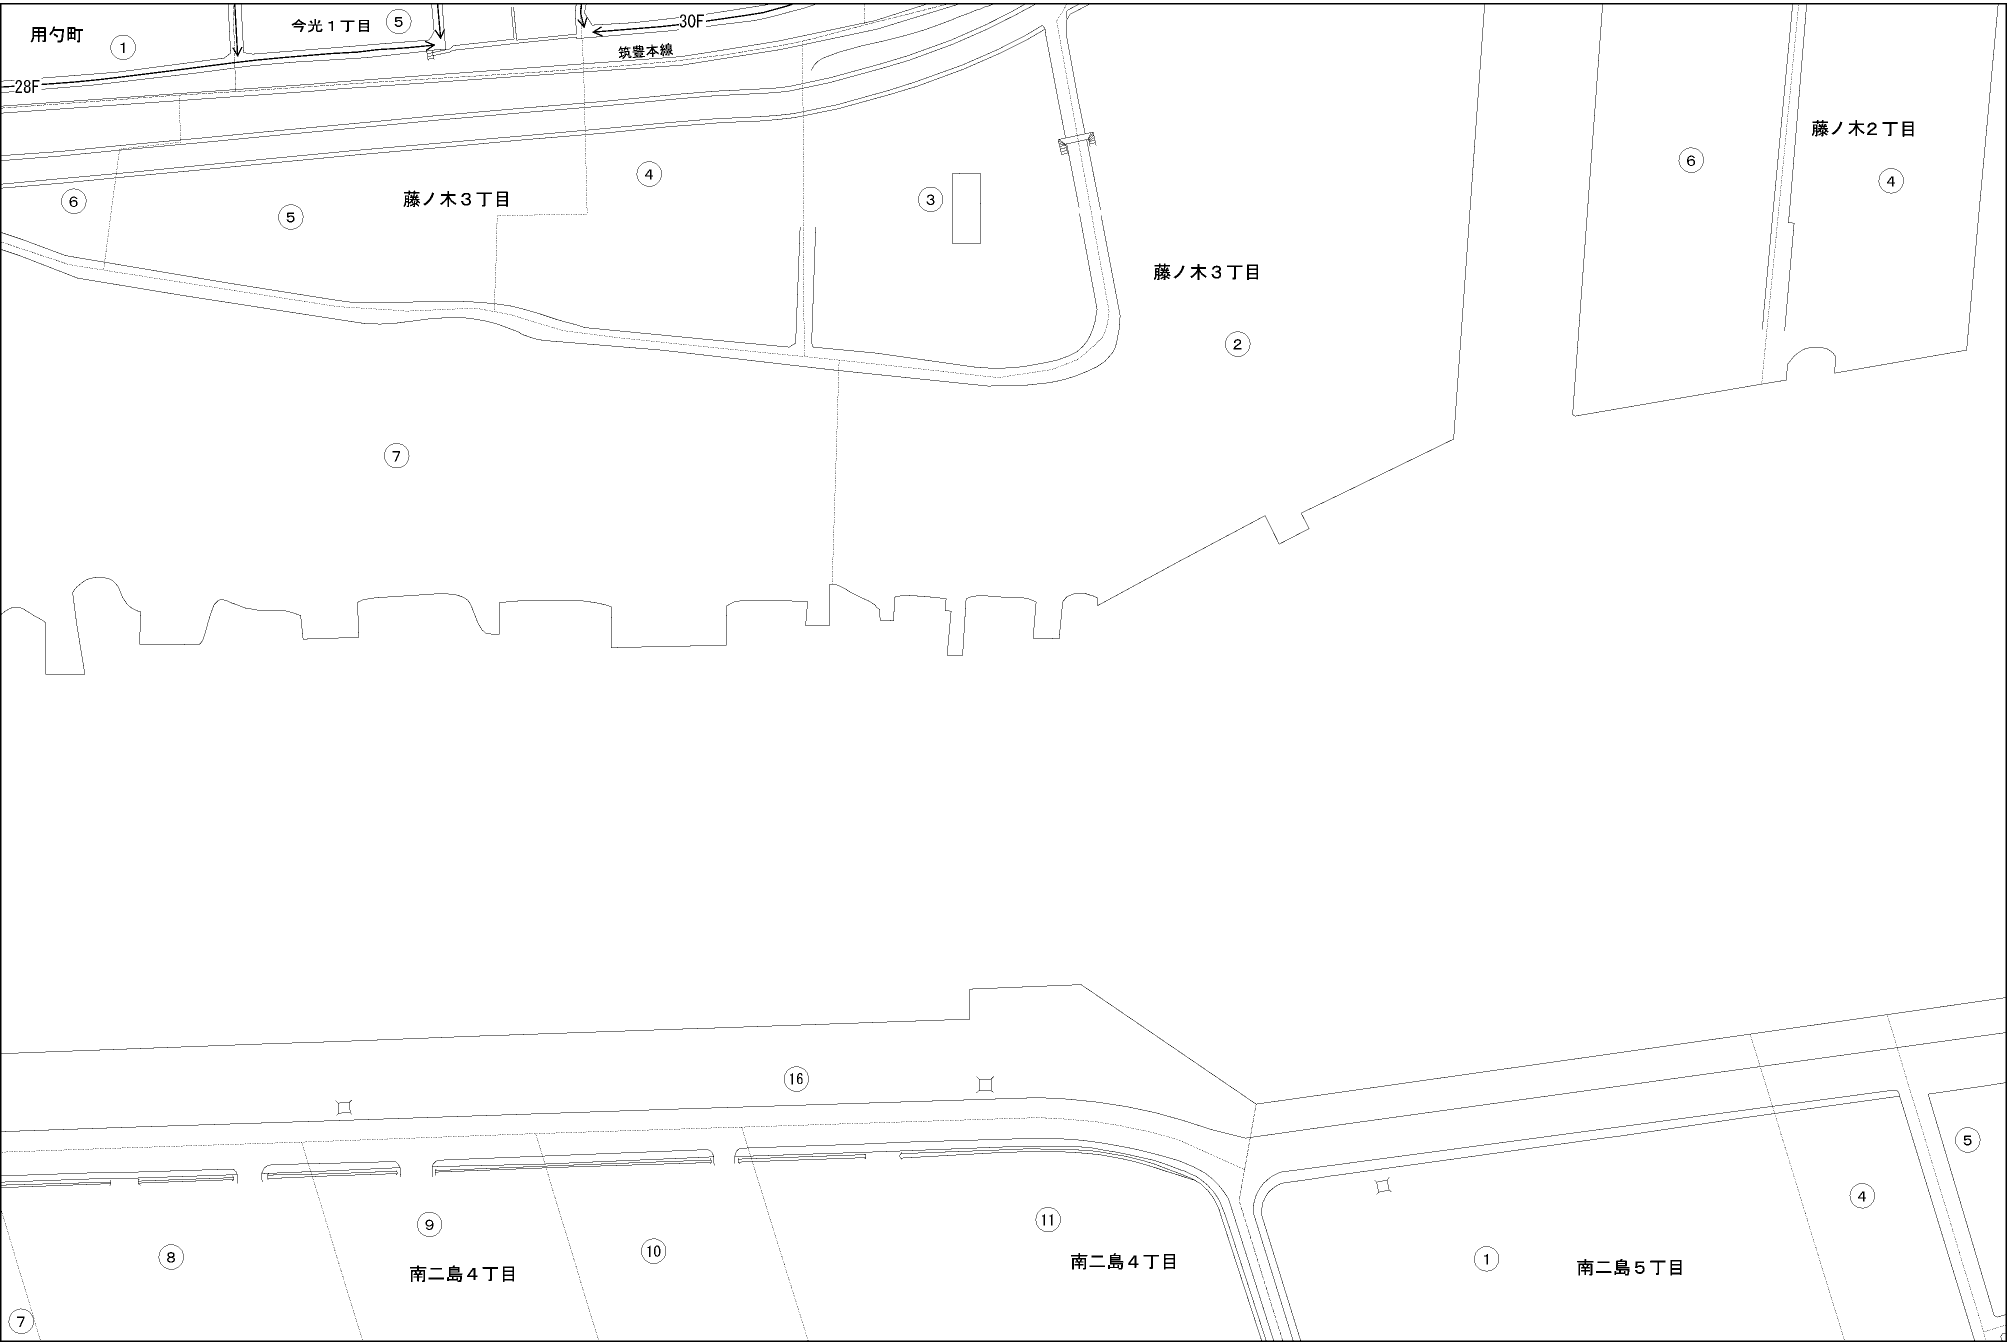 用勺町
①
今光１丁目
⑤
30F
筑豊本線
28F
藤ノ木２丁目
④
⑥
④
⑥
⑤
藤ノ木３丁目
③
藤ノ木３丁目
②
⑦
⑯
⑤
④
⑨
⑪
⑧
⑩
南二島４丁目
南二島４丁目
①
南二島５丁目
⑦